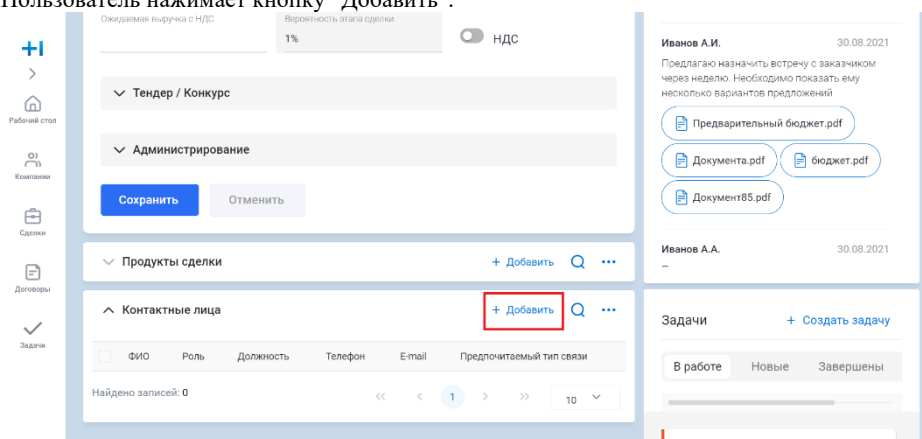 Пользователь нажимает кнопку "Добавить".
Ожидаемая выручка с НДС
Вероятность этапа сделки
1%
НДС
Тендер / Конкурс
Администрирование
Сохранить
Отменить
Продукты сделки
+ Добавить
Контактные лица
+ Добавить
ФИО Роль Должность Телефон E-mail Предпочитаемый тип связи
Найдено записей: 0
<< < 1 > >> 10
Рабочий стол
Компании
Сделки
Договоры
Задачи
Иванов А.И. 30.08.2021
Предлагаю назначить встречу с заказчиком
через неделю. Необходимо показать ему
несколько вариантов предложений
Предварительный бюджет.pdf
Документа.pdf
бюджет.pdf
Документ85.pdf
Иванов А.А. 30.08.2021
Задачи
+ Создать задачу
В работе Новые Завершены